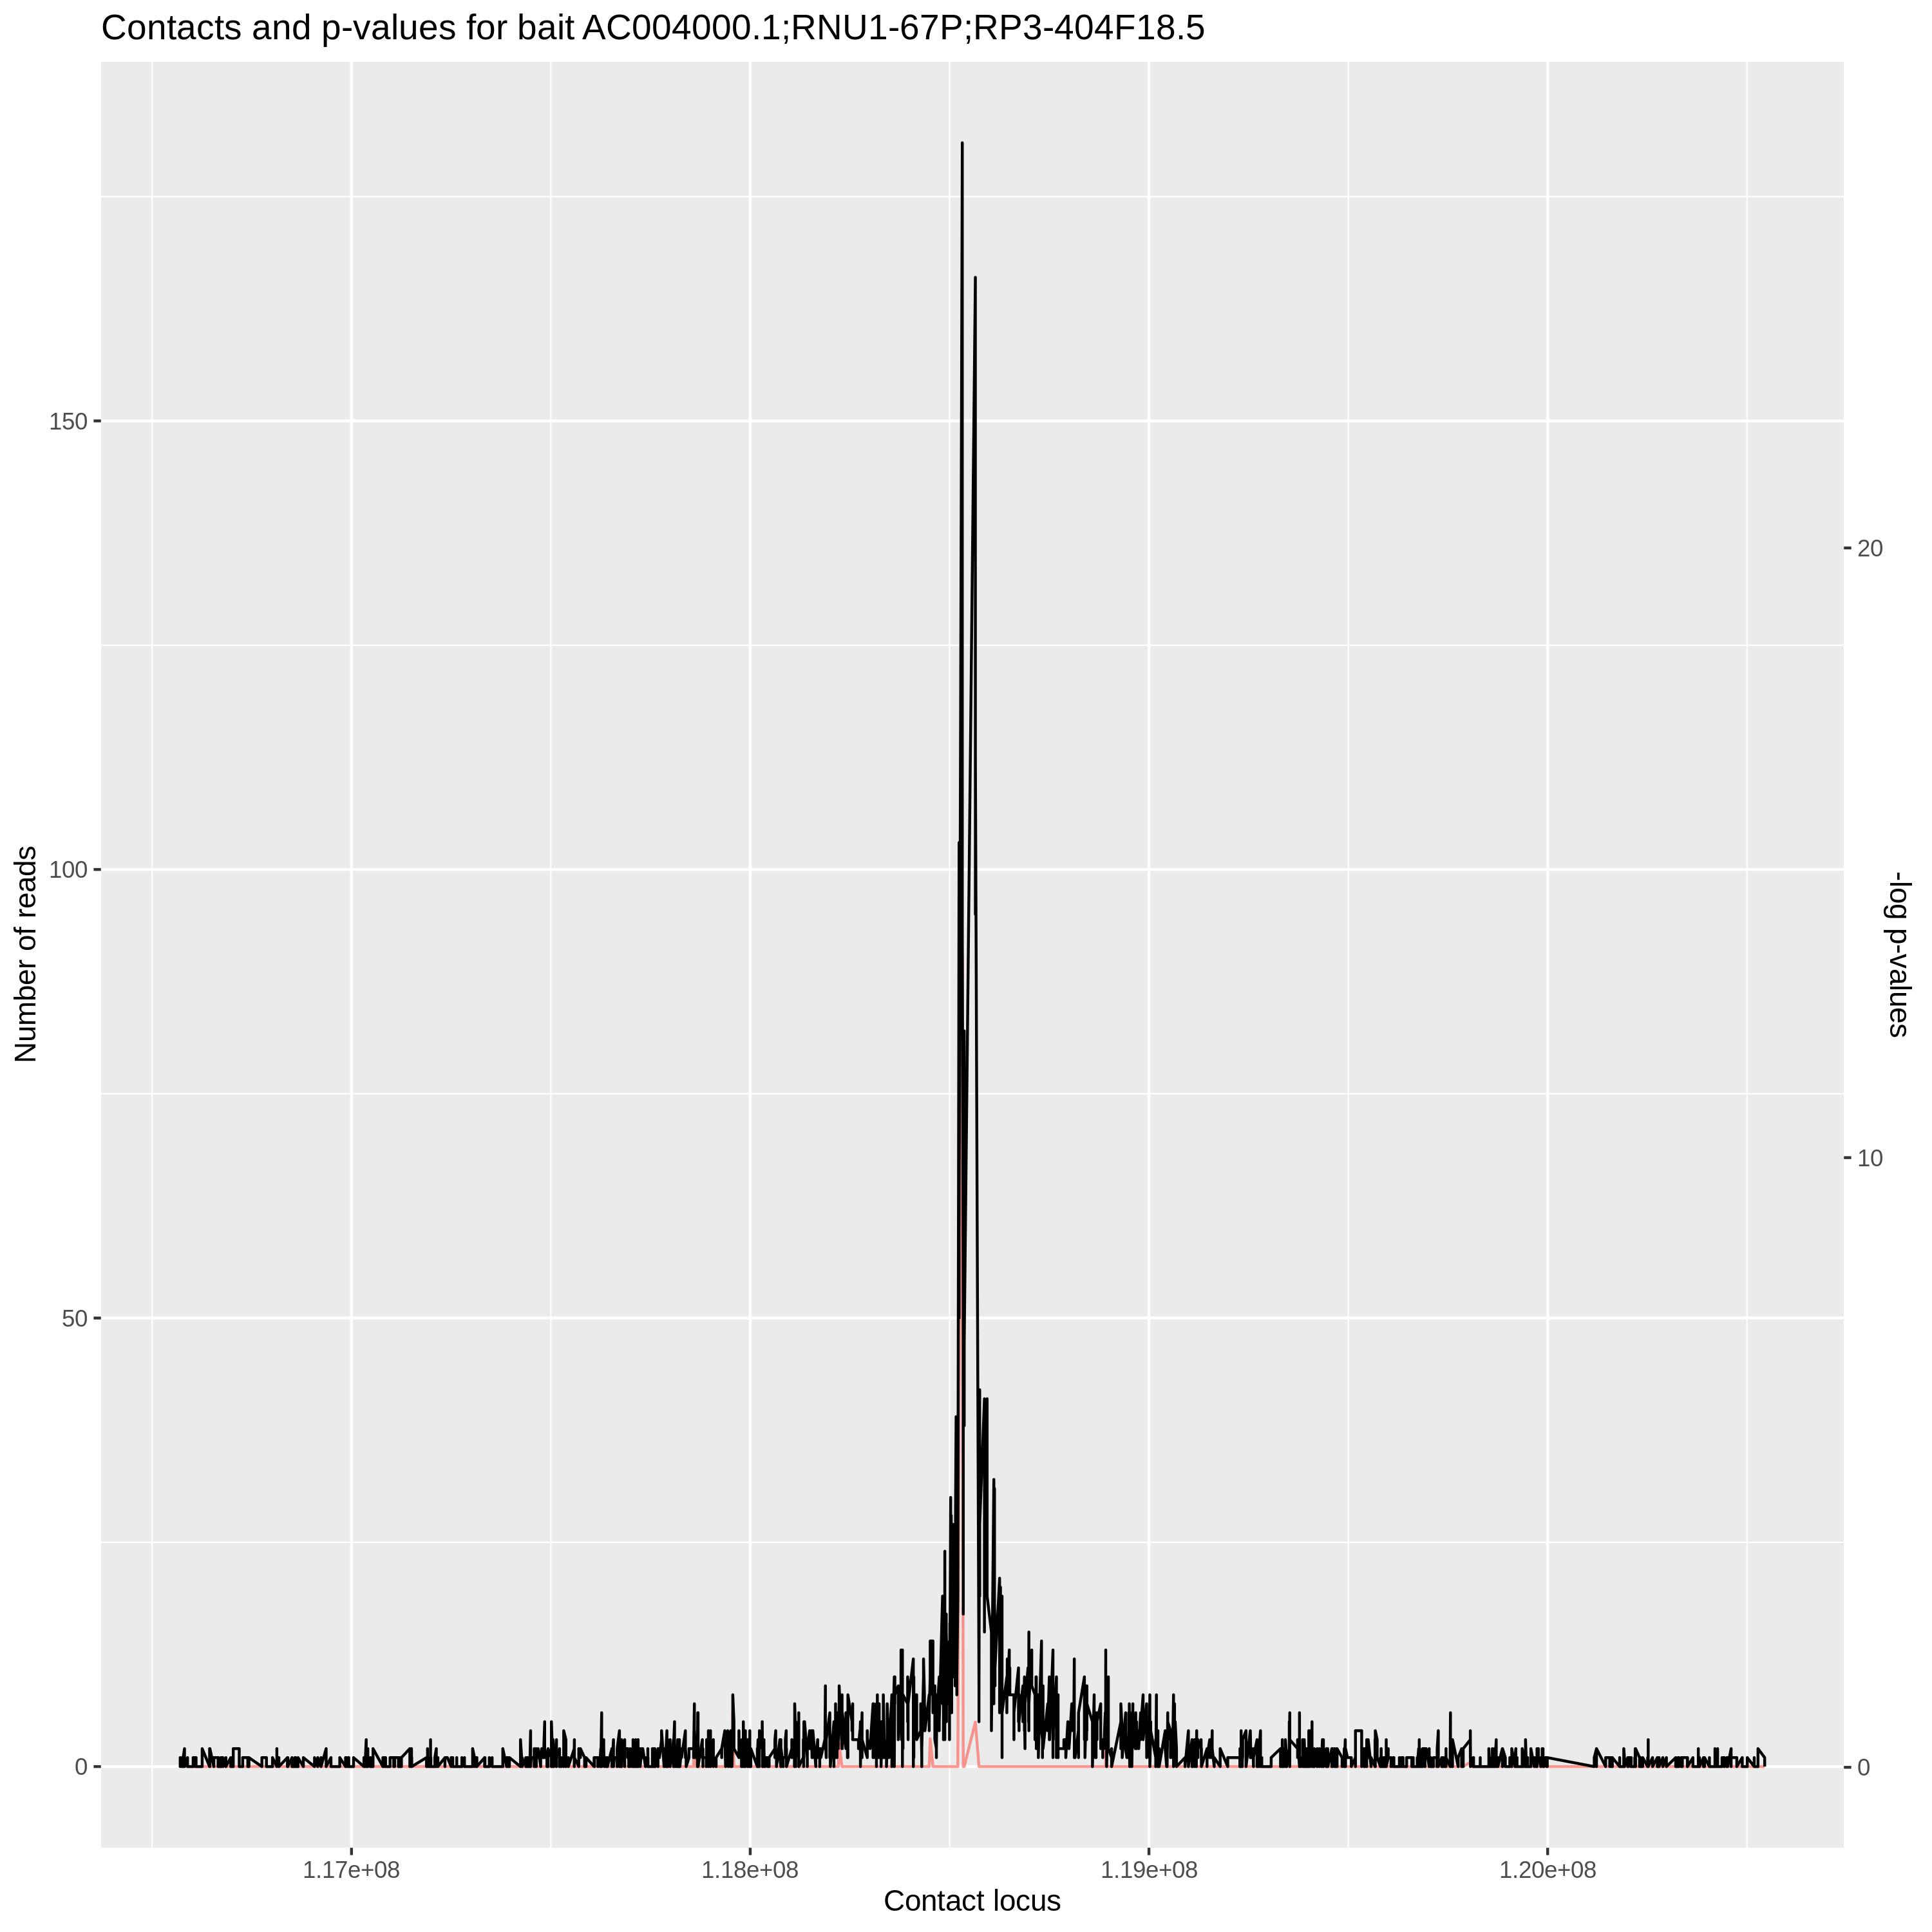 Contacts and p-values for bait AC004000.1;RNU1-67P;RP3-404F18.5
Number of reads
150
100
50
0
20
10
0
-log p-values
1.17e+08
1.18e+08
1.19e+08
1.20e+08
Contact locus